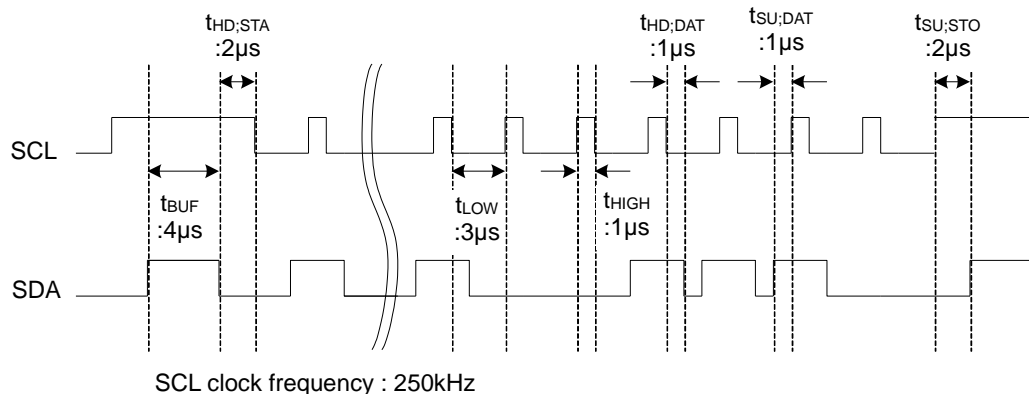 tHD;STA
:2µs
tHD;DAT
:1µs
tSU;DAT
:1µs
tSU;STO
:2µs
SCL
tBUF
:4µs
tLOW
:3µs
tHIGH
:1µs
SDA
SCL clock frequency : 250kHz